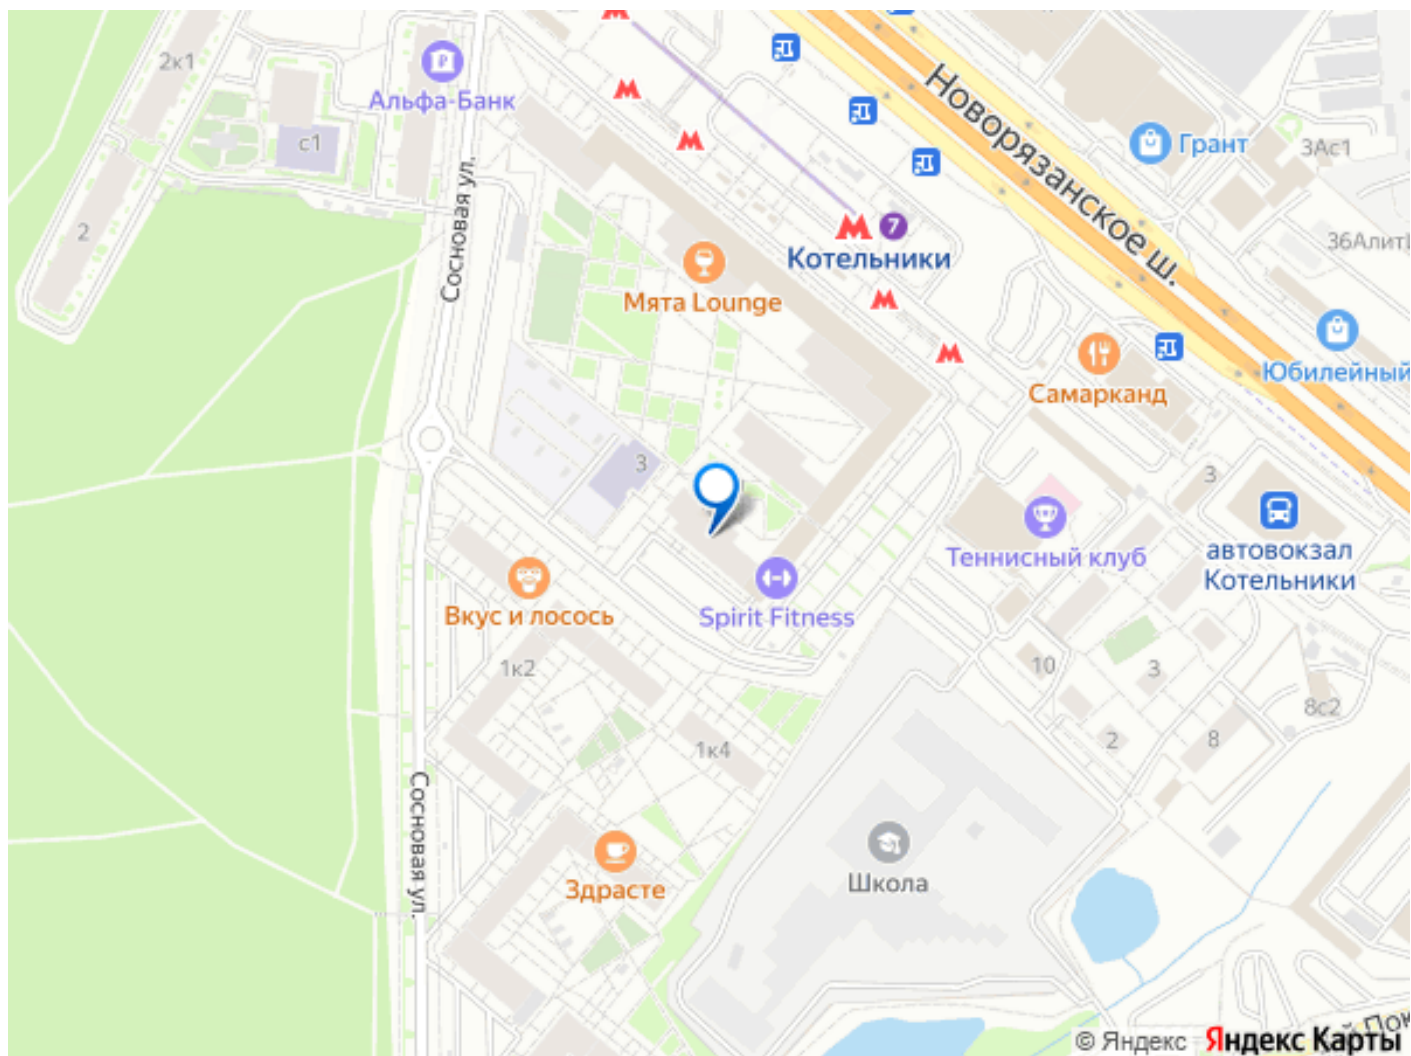 2к1
Альфа-Банк
с1
2
Сосновая ул.
Новорязанское ш.
Грант
3Ас1
36АлитЦ
7
Котельники
Мята Lounge
Юбилейный
Самарканд
3
3
Теннисный клуб
автовокзал
Котельники
Вкус и лосось
Spirit Fitness
1к2
10
3
8с2
2
8
1к4
Сосновая ул.
Здрасте
Школа
© Яндекс Яндекс Карты
й Пок